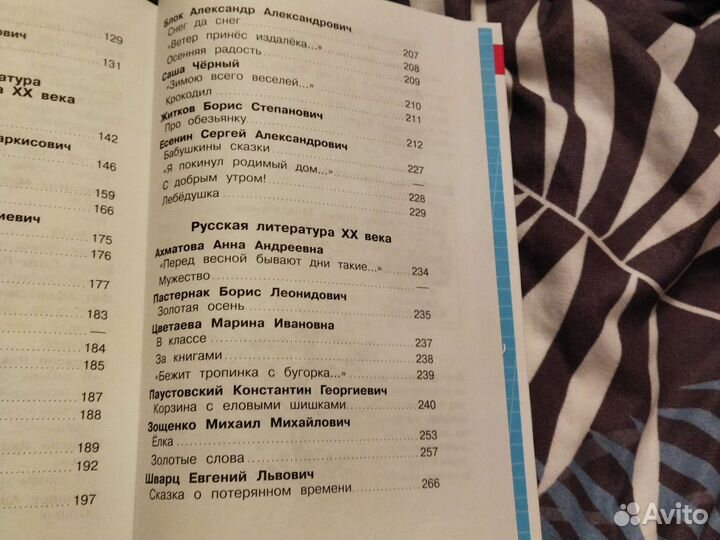 ович
129
131
атура
а XX века
142
аркисович
146
159
166
иевич
175
176
177
183
—
184
185
187
188
189
192
197
Блок Александр Александрович
Снег да снег 207
«Ветер принёс издалёка...» 208
Осенняя радость 209
Саша Чёрный
«Зимою всего веселей...» 210
Крокодил 211
Житков Борис Степанович
Про обезьянку 212
Есенин Сергей Александрович
Бабушкины сказки 227
«Я покинул родимый дом...» —
С добрым утром! 228
Лебёдушка 229
Русская литература XX века
Ахматова Анна Андреевна
«Перед весной бывают дни такие...» 234
Мужество —
Пастернак Борис Леонидович
Золотая осень 235
Цветаева Марина Ивановна
В классе 237
За книгами 238
«Бежит тропинка с бугорка...» 239
Паустовский Константин Георгиевич
Корзина с еловыми шишками 240
Зощенко Михаил Михайлович
Ёлка 253
Золотые слова 257
Шварц Евгений Львович
Сказка о потерянном времени 266
Avito